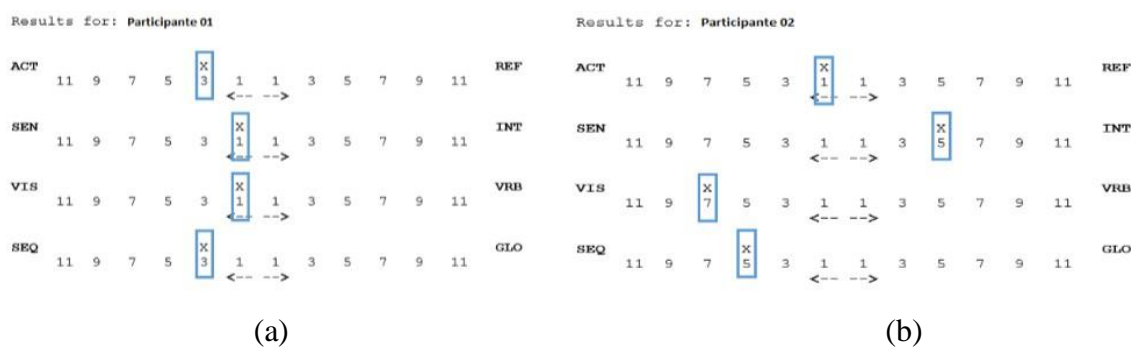 Results for: Participante 01
X
ACT 11 9 7 5 3 1 1 3 5 7 9 11 REF
<-- -->
X
SEN 11 9 7 5 3 1 1 3 5 7 9 11 INT
<-- -->
X
VIS 11 9 7 5 3 1 1 3 5 7 9 11 VRB
<-- -->
X
SEQ 11 9 7 5 3 1 1 3 5 7 9 11 GLO
<-- -->
(a)
Results for: Participante 02
X
ACT 11 9 7 5 3 1 1 3 5 7 9 11 REF
<-- -->
X
SEN 11 9 7 5 3 1 1 3 5 7 9 11 INT
<-- -->
X
VIS 11 9 7 5 3 1 1 3 5 7 9 11 VRB
<-- -->
X
SEQ 11 9 7 5 3 1 1 3 5 7 9 11 GLO
<-- -->
(b)